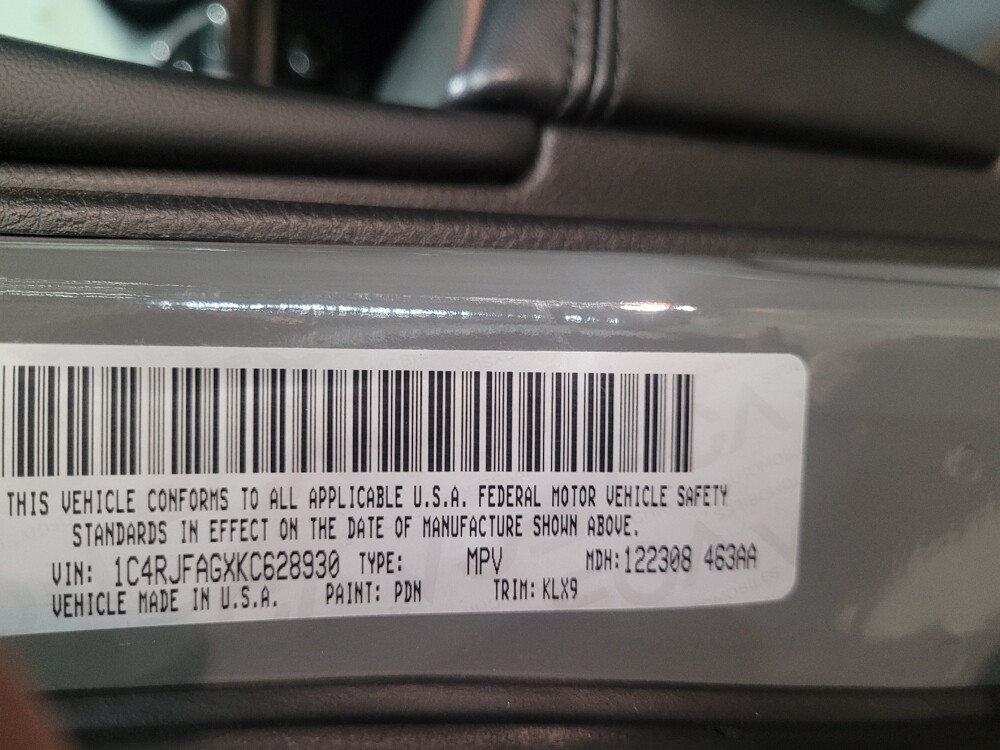 THIS VEHICLE CONFORMS TO ALL APPLICABLE U.S.A. FEDERAL MOTOR VEHICLE SAFETY
STANDARDS IN EFFECT ON THE DATE OF MANUFACTURE SHOWN ABOVE.
VIN: 1C4RJFAGXKC628930 TYPE: MPV MDH:122308 463AA
VEHICLE MADE IN U.S.A. PAINT: PDN TRIM: KLX9